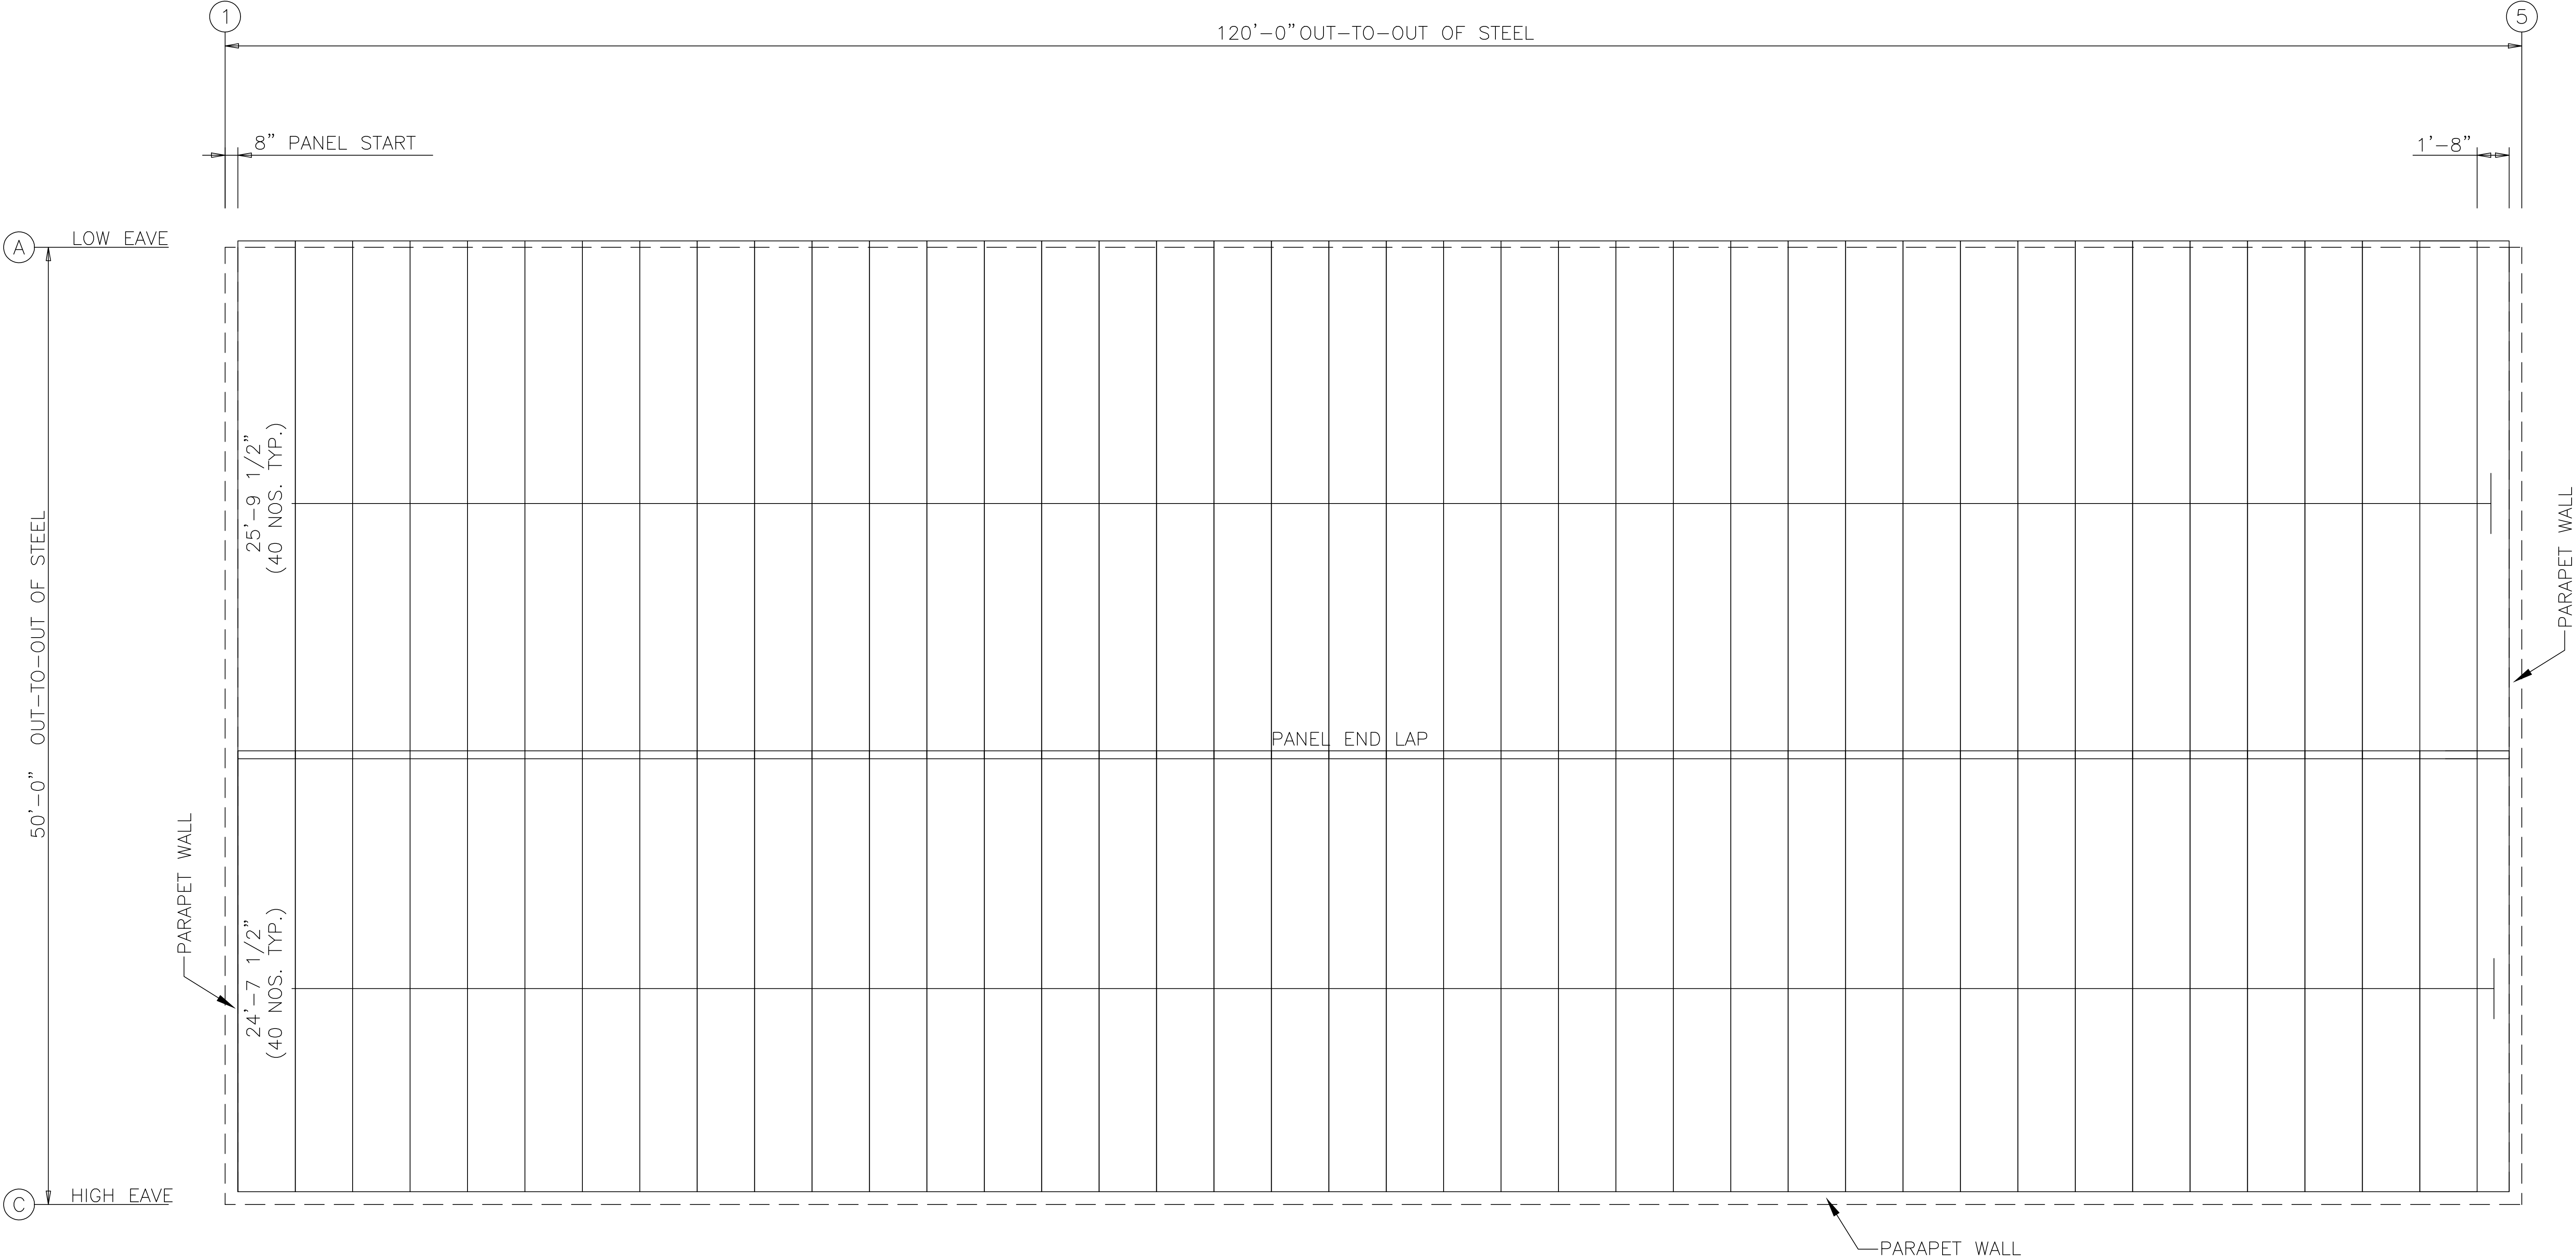 1
5
120'-0" OUT-TO-OUT OF STEEL
8" PANEL START
1'-8"
A
LOW EAVE
25'-9 1/2"
(40 NOS. TYP.)
50'-0" OUT-TO-OUT OF STEEL
PARAPET WALL
PANEL END LAP
PARAPET WALL
24'-7 1/2"
(40 NOS. TYP.)
C
HIGH EAVE
PARAPET WALL